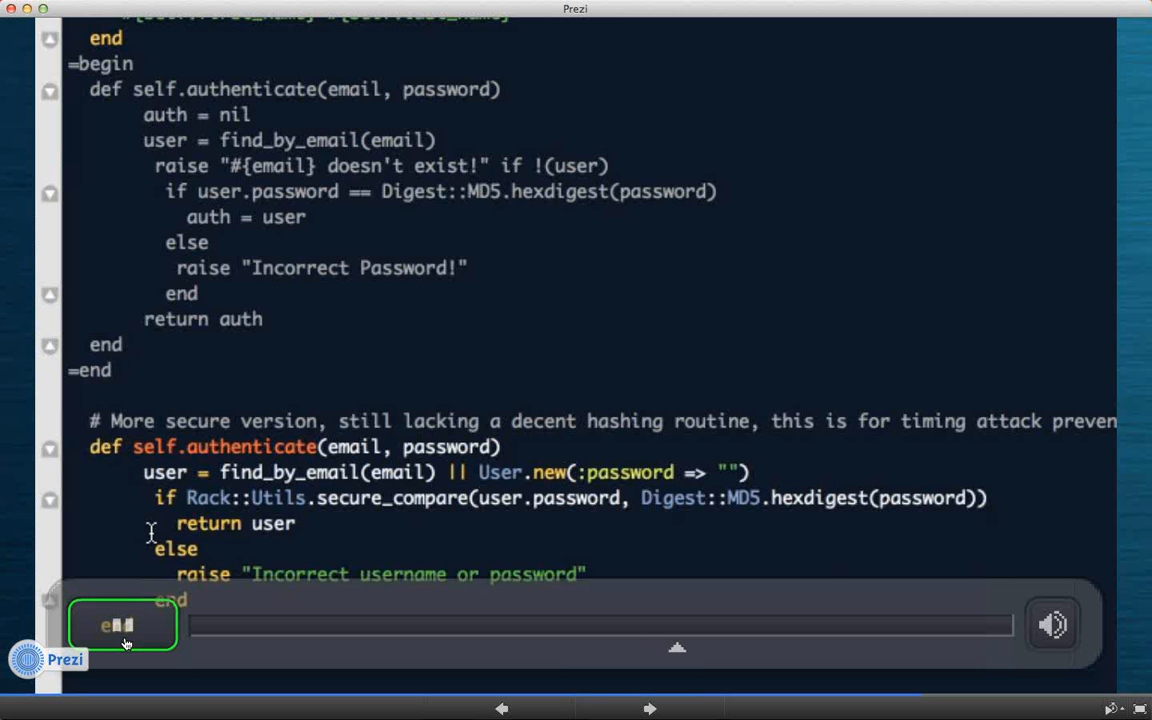 Prezi
end
=begin
def self.authenticate(email, password)
auth = nil
user = find_by_email(email)
raise "#{email} doesn't exist!" if !(user)
if user.password == Digest::MD5.hexdigest(password)
auth = user
else
raise "Incorrect Password!"
end
return auth
end
=end
# More secure version, still lacking a decent hashing routine, this is for timing attack preven
def self.authenticate(email, password)
user = find_by_email(email) || User.new(:password => "")
if Rack::Utils.secure_compare(user.password, Digest::MD5.hexdigest(password))
return user
else
raise "Incorrect username or password"
end
Prezi